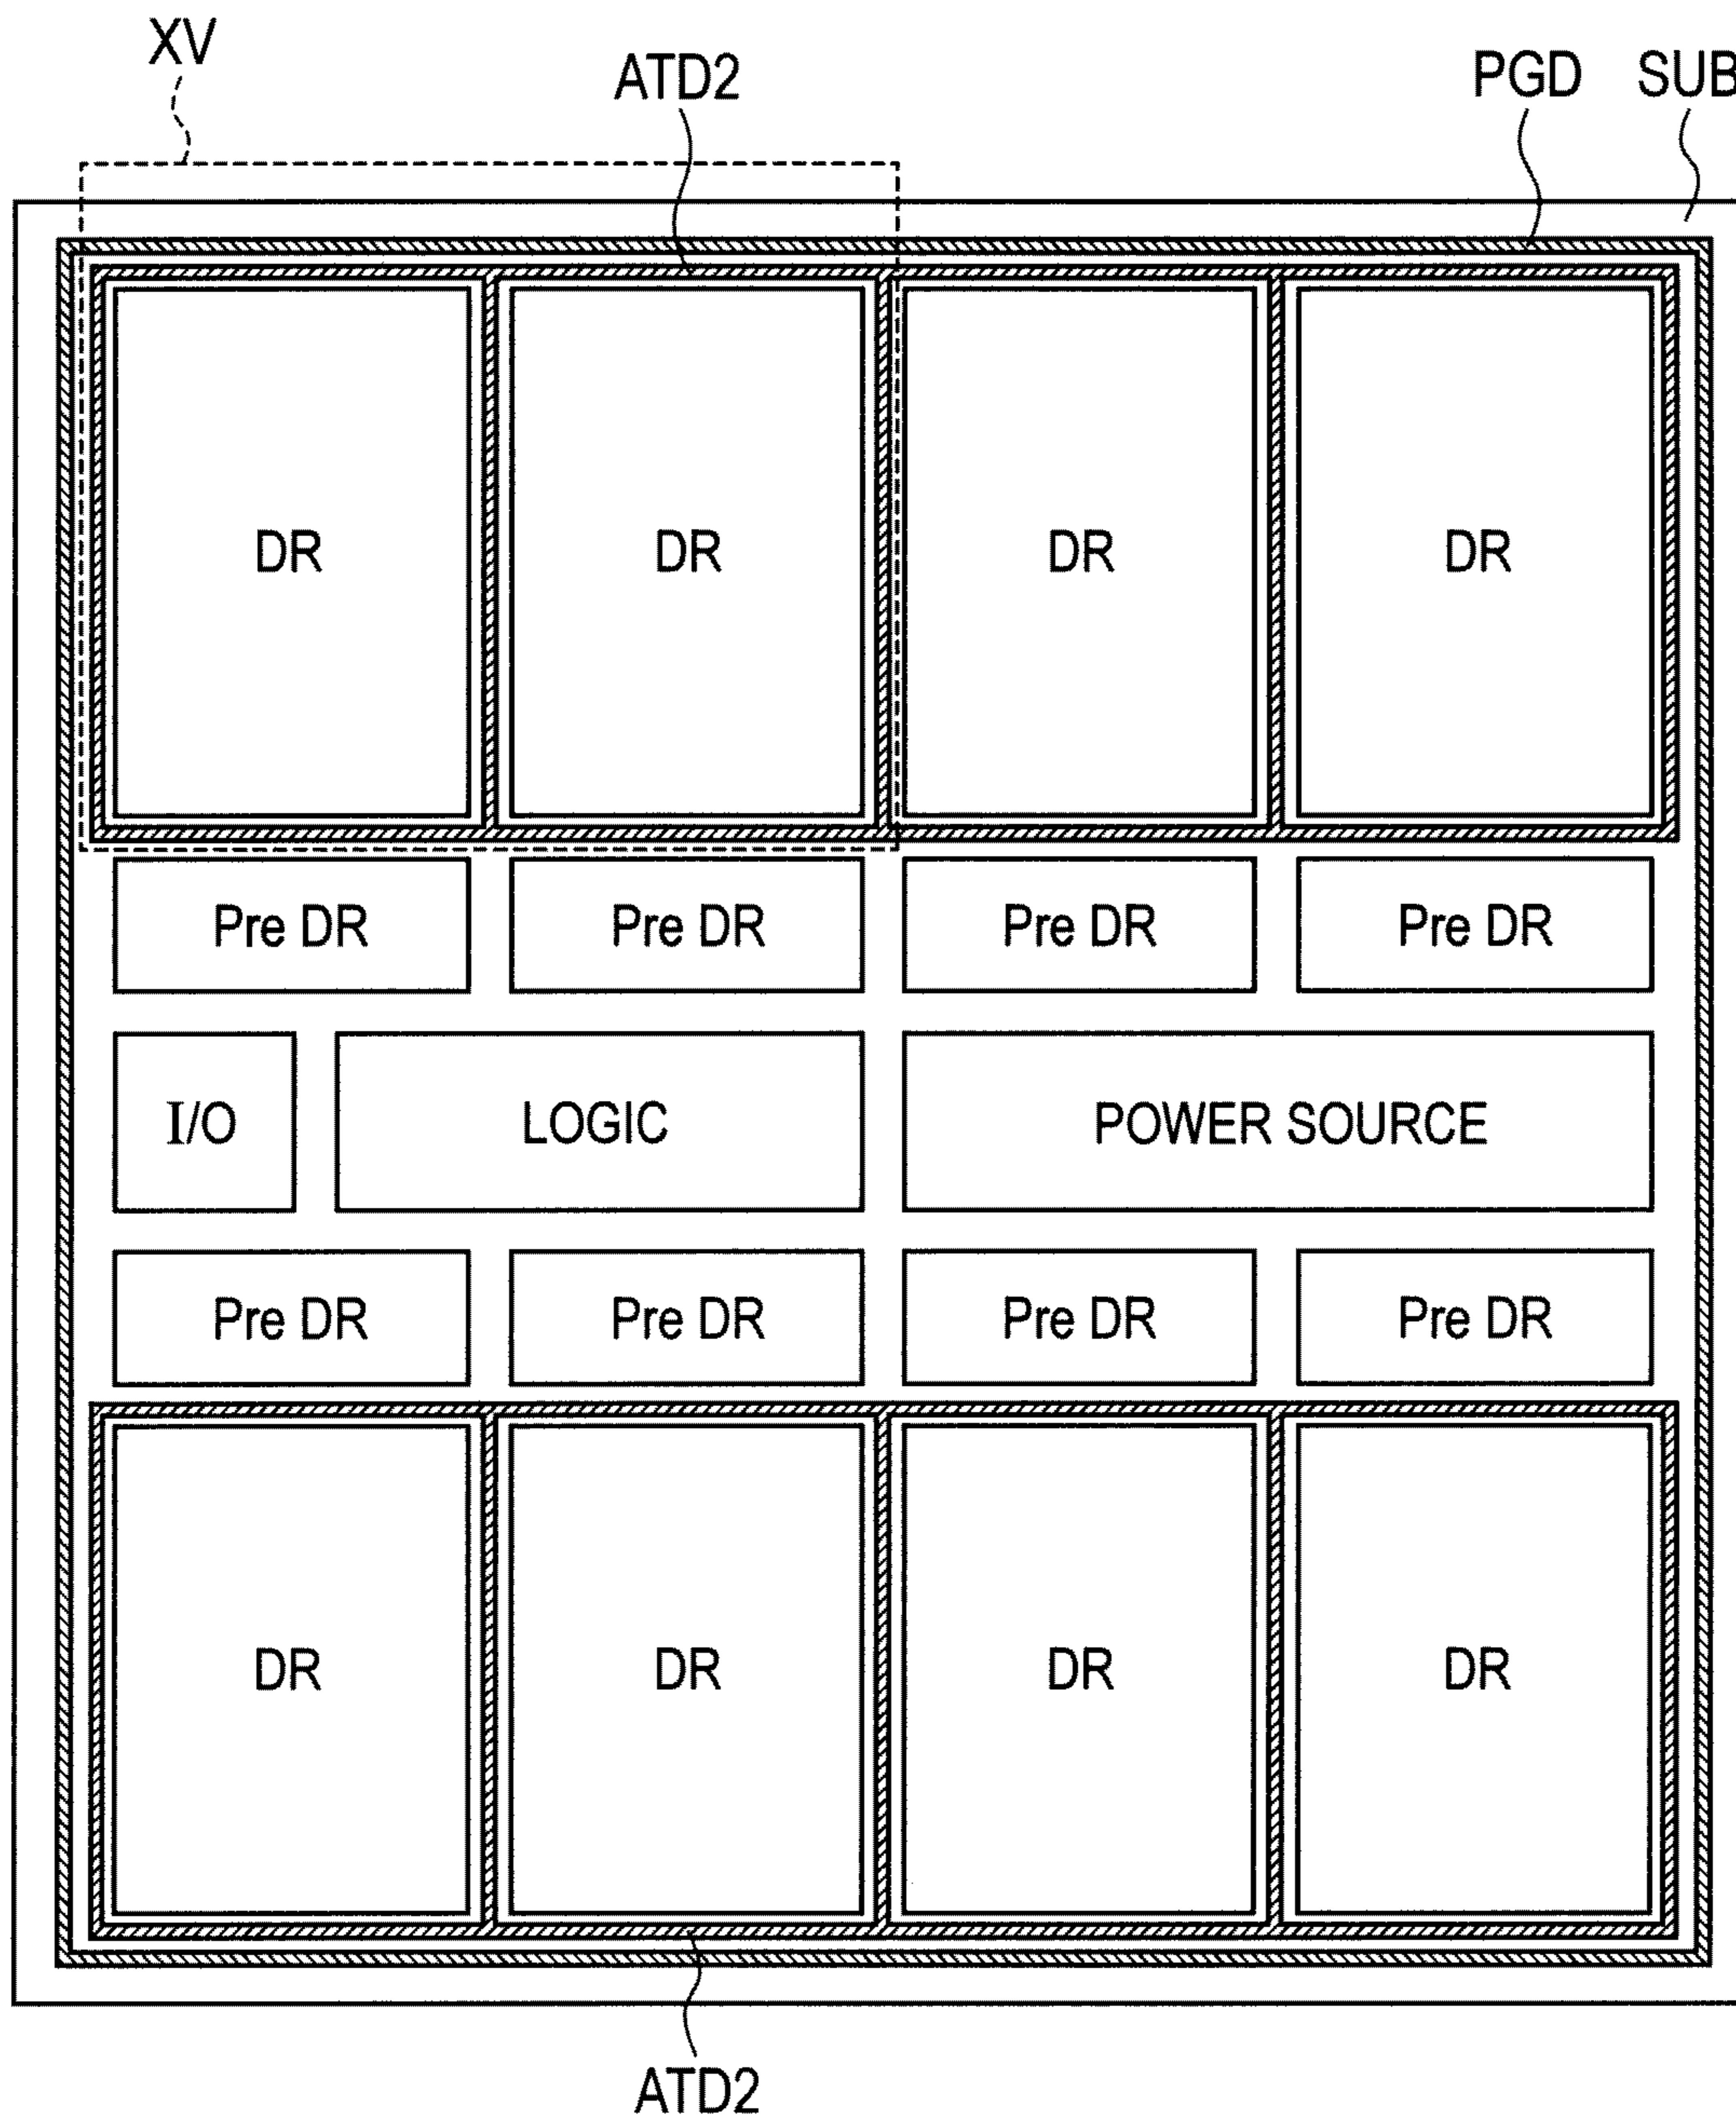 XV
ATD2
PGD SUB
DR DR DR DR
Pre DR Pre DR Pre DR Pre DR
I/O LOGIC POWER SOURCE
Pre DR Pre DR Pre DR Pre DR
DR DR DR DR
ATD2